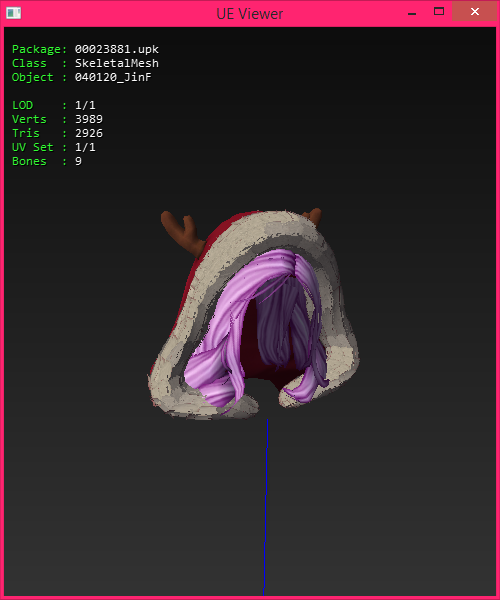 UE Viewer
Package: 00023881.upk
Class : SkeletalMesh
Object : 040120_JinF
LOD : 1/1
Verts : 3989
Tris : 2926
UV Set : 1/1
Bones : 9